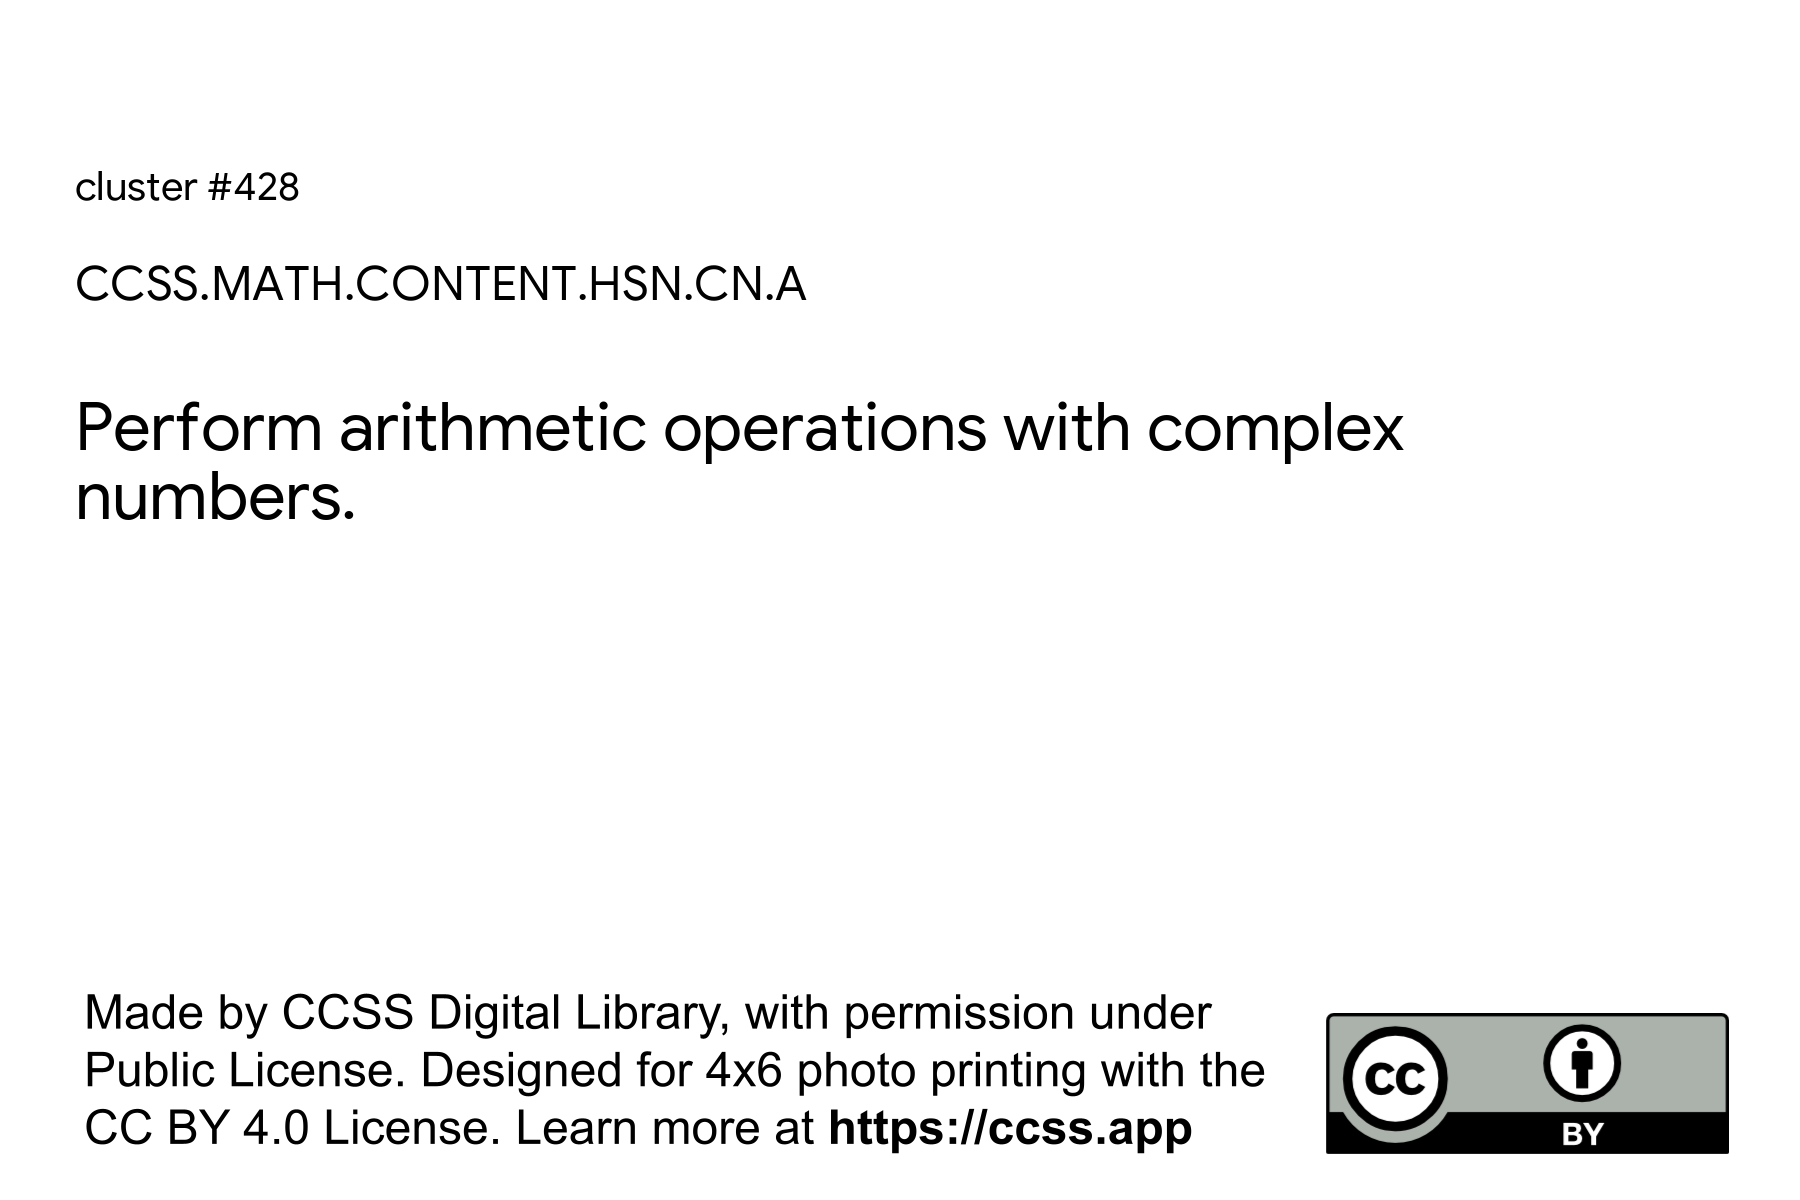 cluster #428
CCSS.MATH.CONTENT.HSN.CN.A
Perform arithmetic operations with complex
numbers.
Made by CCSS Digital Library, with permission under
Public License. Designed for 4x6 photo printing with the
CC BY 4.0 License. Learn more at https://ccss.app
CC
BY